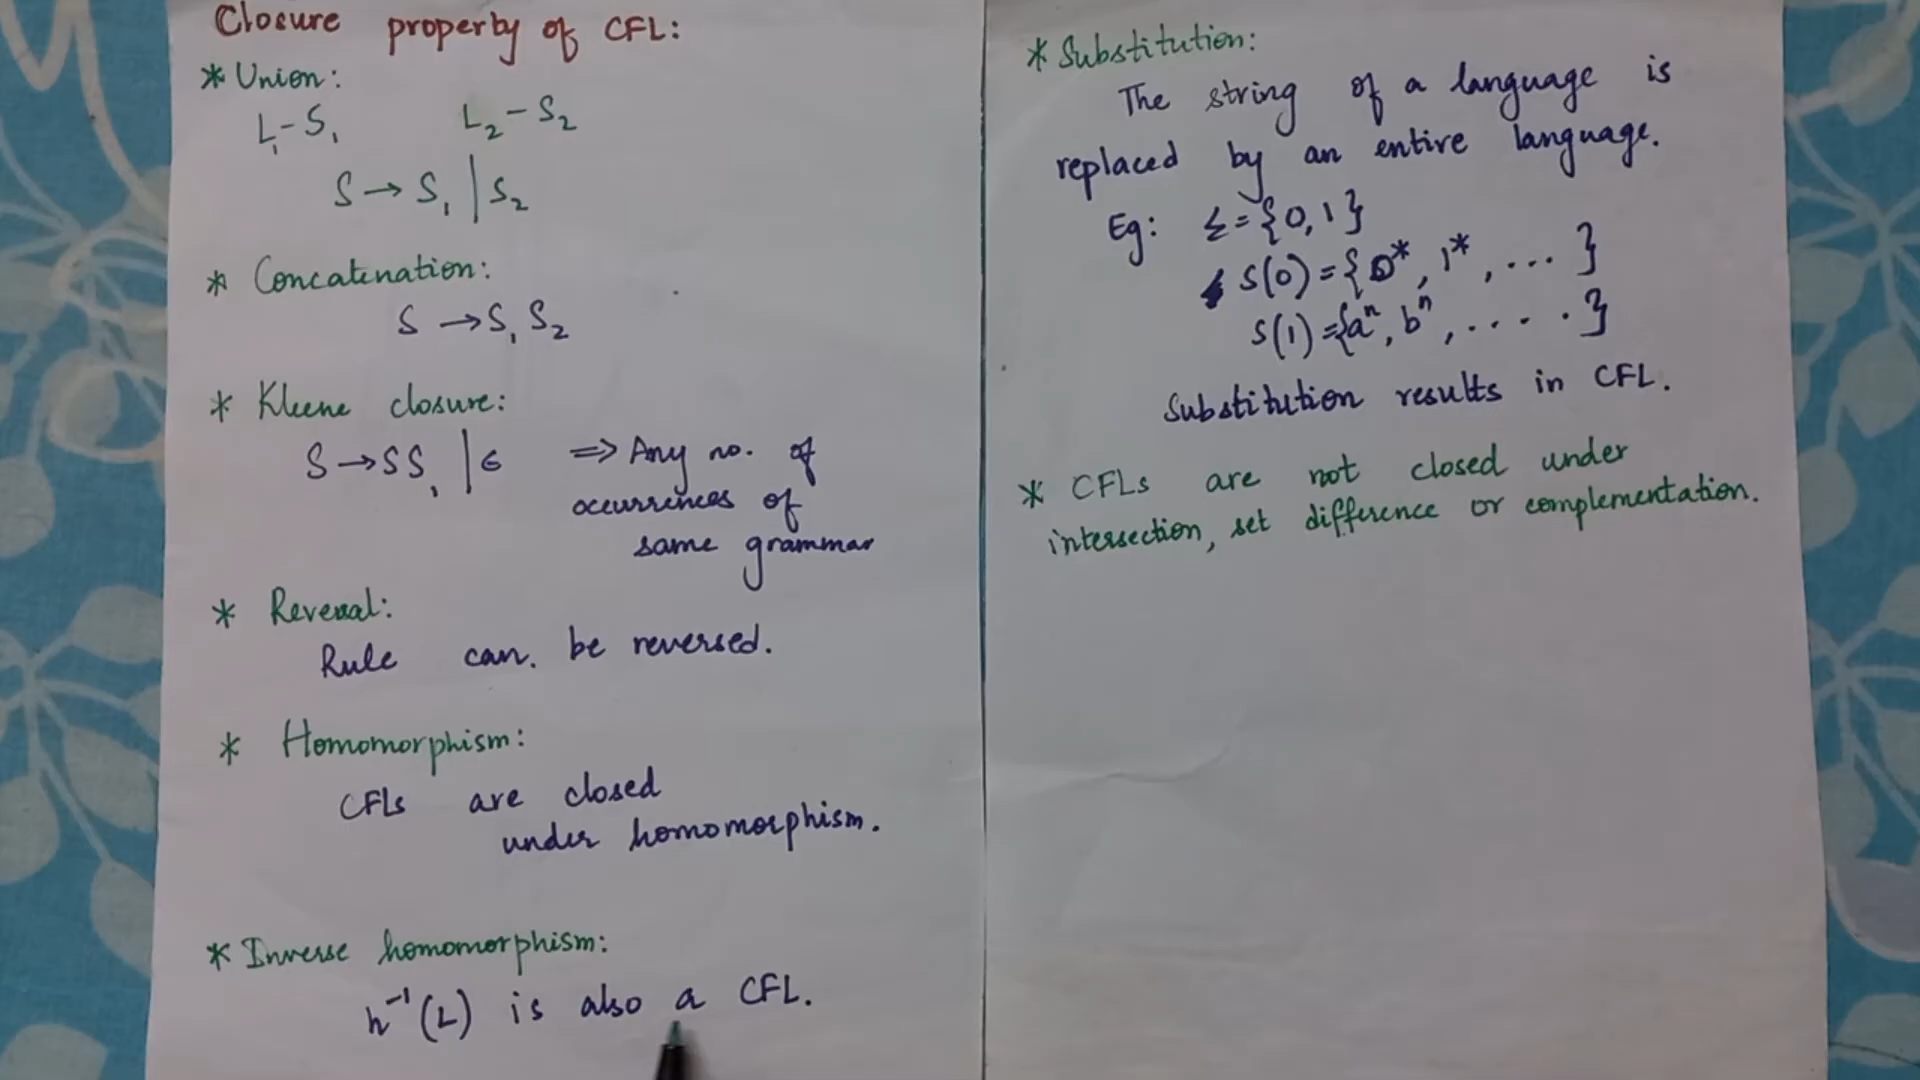 Closure property of CFL:
* Union:
L₁-S₁ L₂-S₂
S → S₁ | S₂
* Concatenation:
S → S₁ S₂
* Kleene closure:
S → SS₁ | ϵ ⇒ Any no. of
occurrences of
same grammar
* Reversal:
Rule can. be reversed.
* Homomorphism:
CFLs are closed
under homomorphism.
* Inverse homomorphism:
h⁻¹(L) is also a CFL.
* Substitution:
The string of a language is
replaced by an entire language.
Eg: Σ={0,1}
S(0)={0*, 1*, ... }
S(1)={aⁿ, bⁿ, .... .}
Substitution results in CFL.
* CFLs are not closed under
intersection, set difference or complementation.